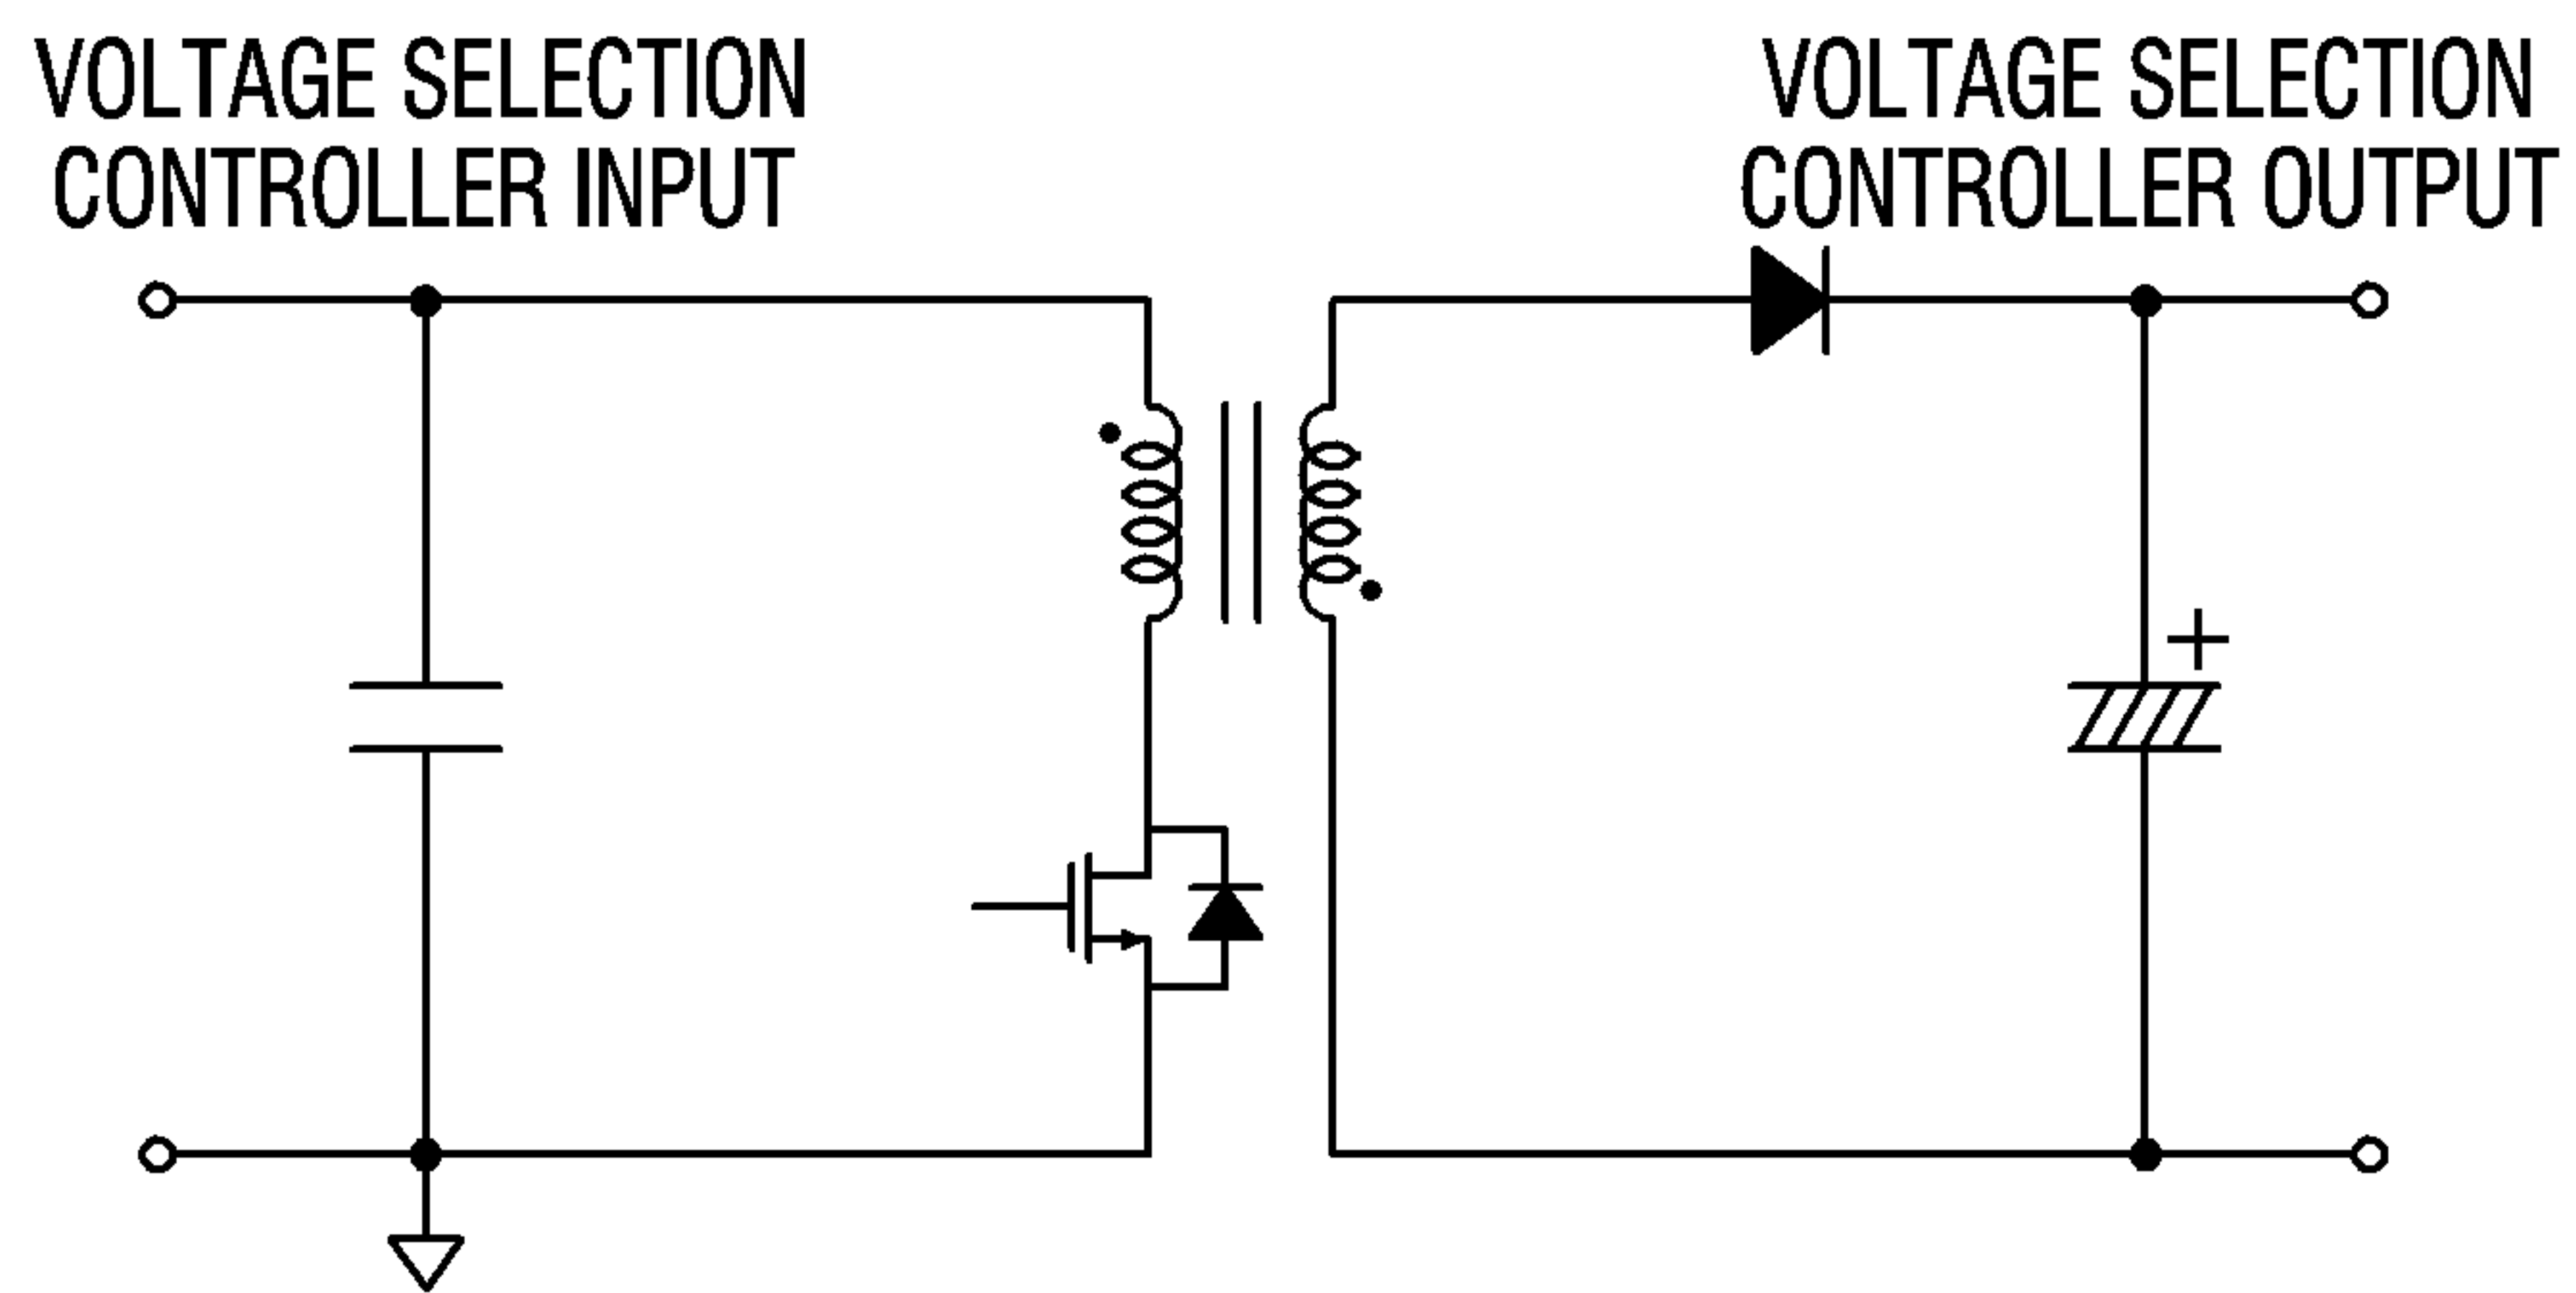 VOLTAGE SELECTION
CONTROLLER INPUT
VOLTAGE SELECTION
CONTROLLER OUTPUT
+